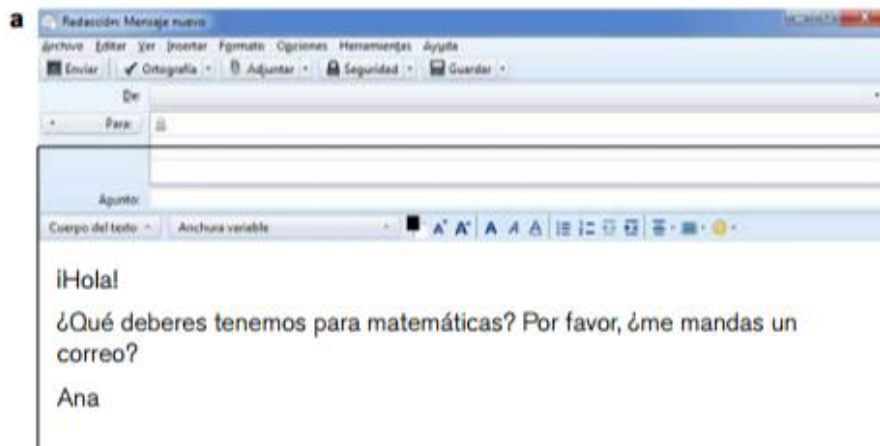 a
Redacción: Mensaje nuevo
Archivo Editar Ver Insertar Formato Opciones Herramientas Ayuda
Enviar Ortografía Adjuntar Seguridad Guardar
De:
Para:
Asunto:
Cuerpo del texto Anchura variable
¡Hola!
¿Qué deberes tenemos para matemáticas? Por favor, ¿me mandas un
correo?
Ana